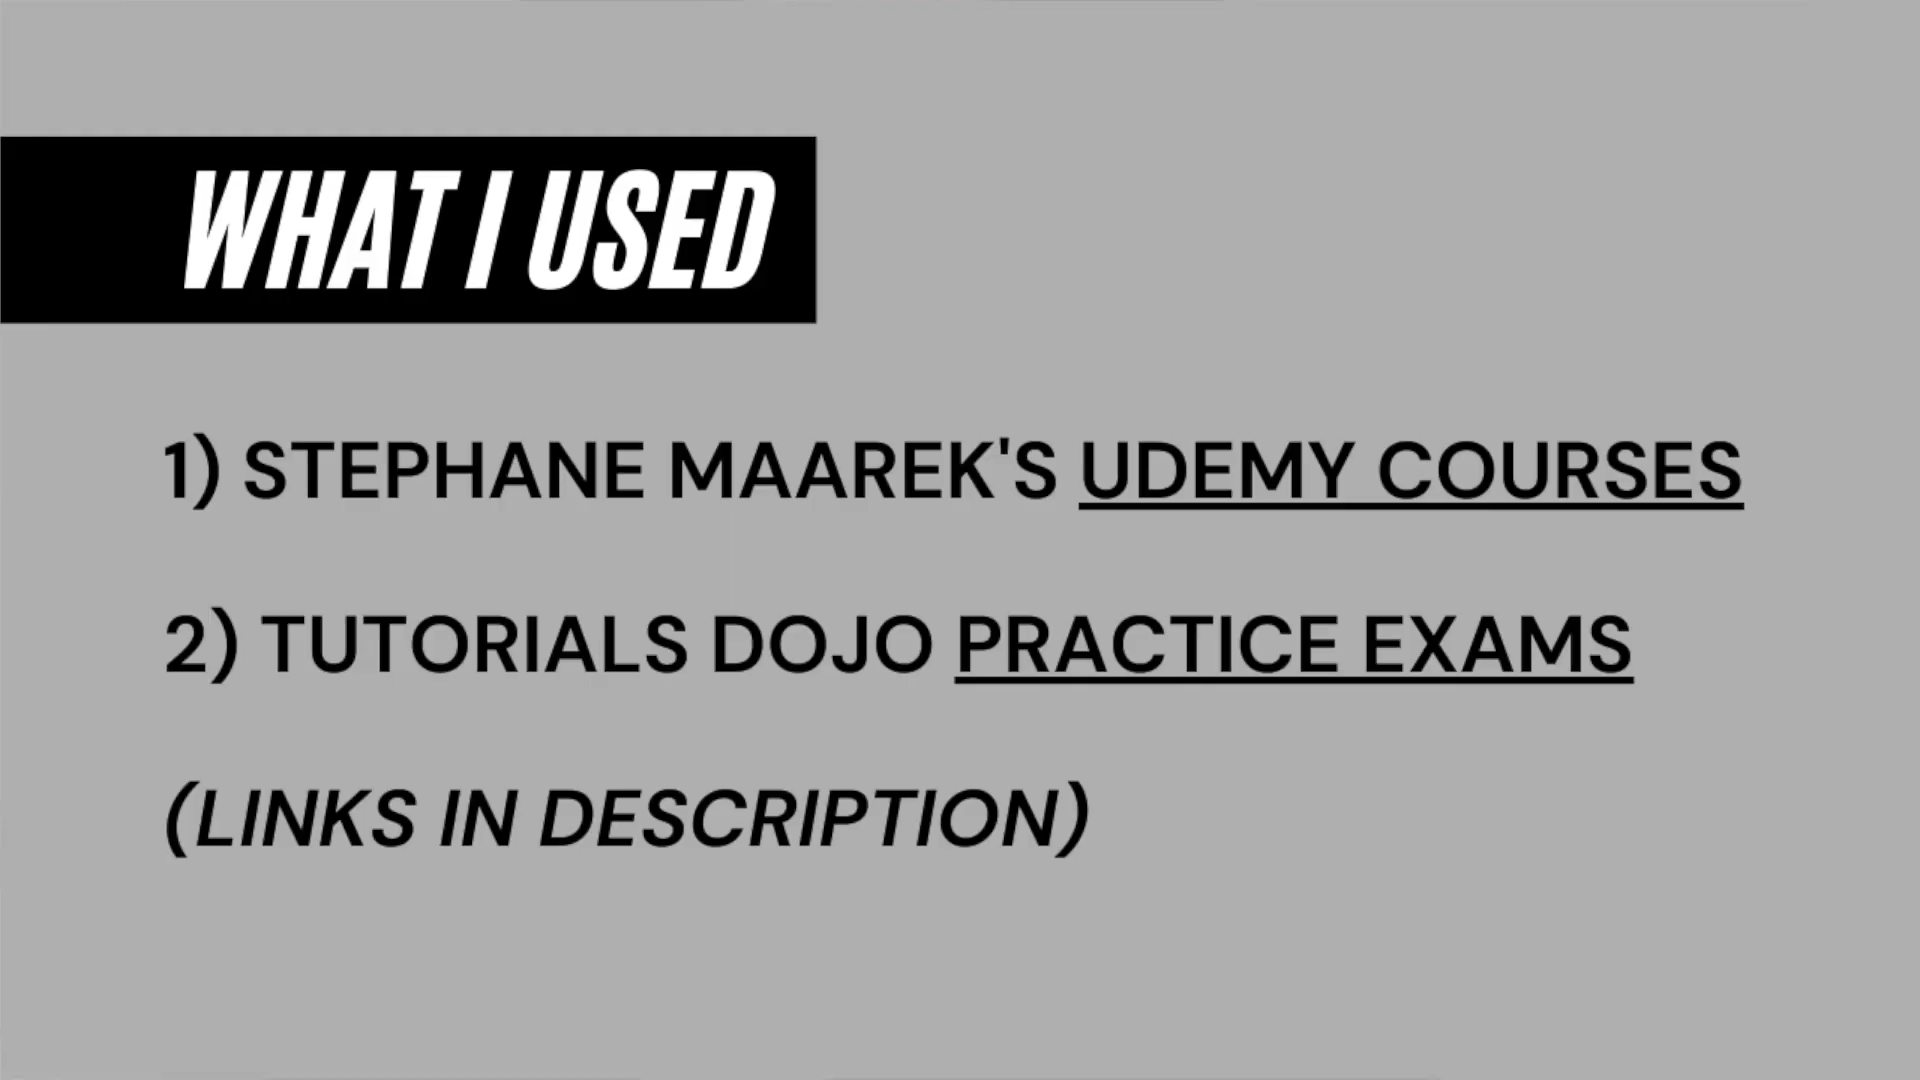 WHAT I USED
1) STEPHANE MAAREK'S UDEMY COURSES
2) TUTORIALS DOJO PRACTICE EXAMS
(LINKS IN DESCRIPTION)